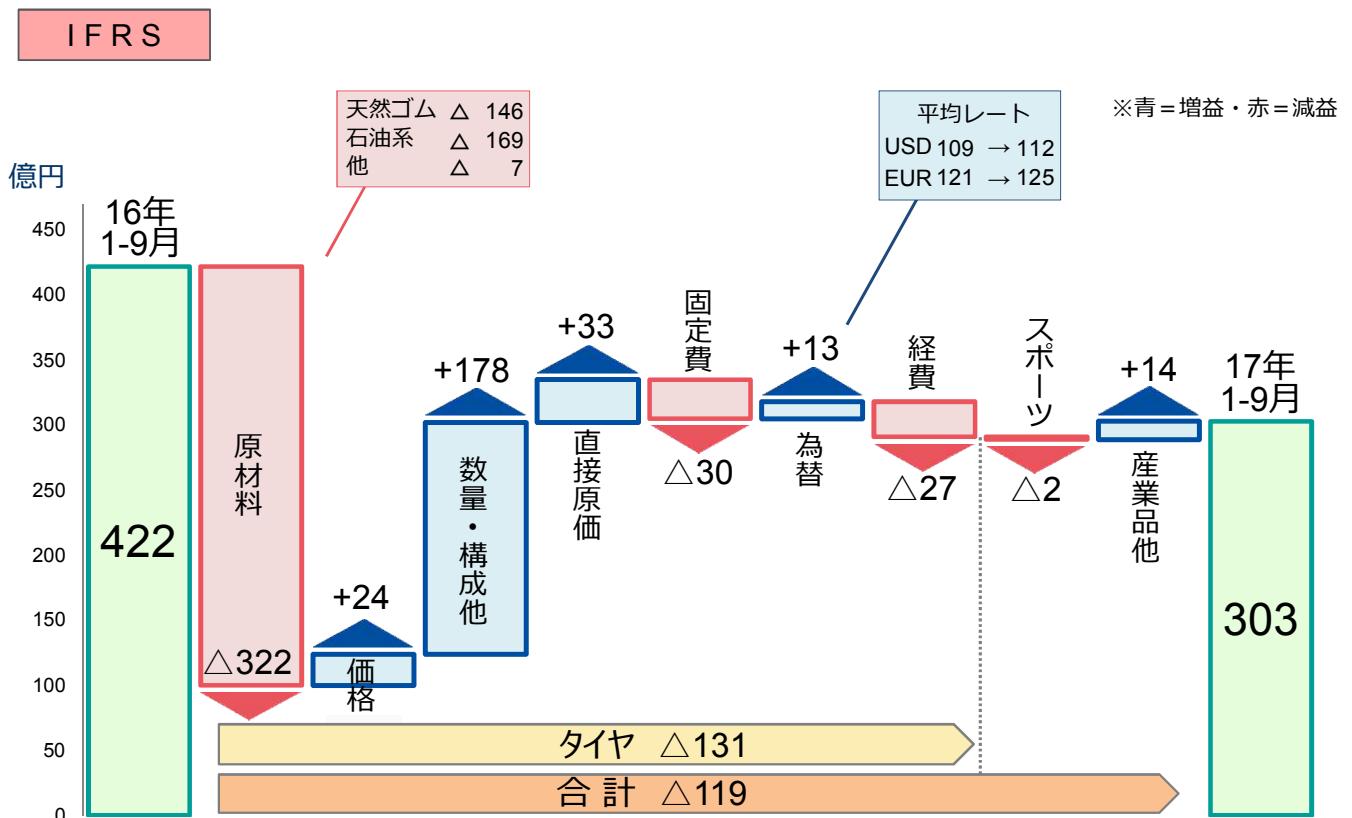 IFRS
天然ゴム △ 146
石油系 △ 169
他 △ 7
平均レート
USD 109 → 112
EUR 121 → 125
※青＝増益・赤＝減益
億円
450
400
350
300
250
200
150
100
50
0
16年
1-9月
422
原材料
△322
+24
価格
+178
数量・構成他
+33
直接原価
固定費
△30
+13
為替
経費
△27
スポーツ
△2
+14
産業品他
17年
1-9月
303
タイヤ △131
合計 △119